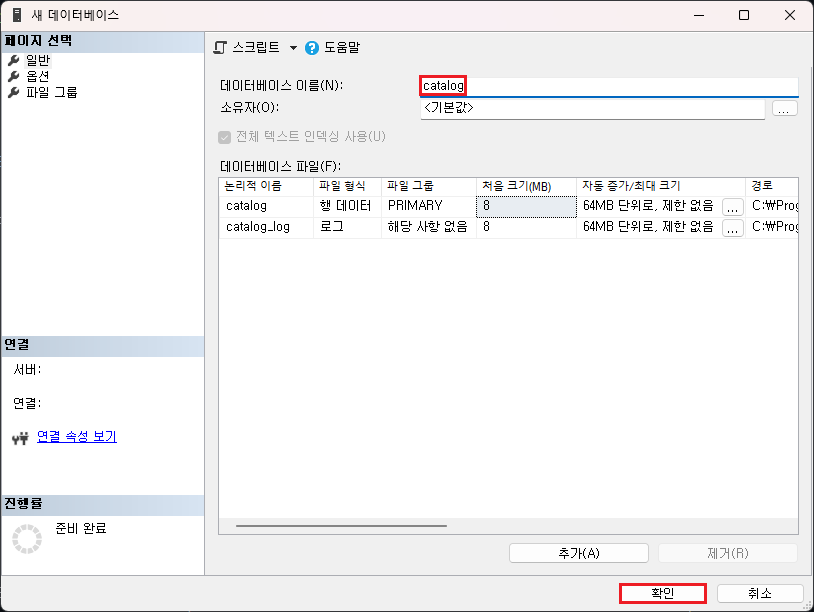 새 데이터베이스
페이지 선택
일반
옵션
파일 그룹
스크립트
도움말
데이터베이스 이름(N):
catalog
소유자(O):
<기본값>
...
전체 텍스트 인덱싱 사용(U)
데이터베이스 파일(F):
논리적 이름 파일 형식 파일 그룹 처음 크기(MB) 자동 증가/최대 크기 경로
catalog 행 데이터 PRIMARY 8 64MB 단위로, 제한 없음 ... C:₩Prog
catalog_log 로그 해당 사항 없음 8 64MB 단위로, 제한 없음 ... C:₩Prog
연결
서버:
연결:
연결 속성 보기
진행률
준비 완료
추가(A) 제거(R)
확인 취소